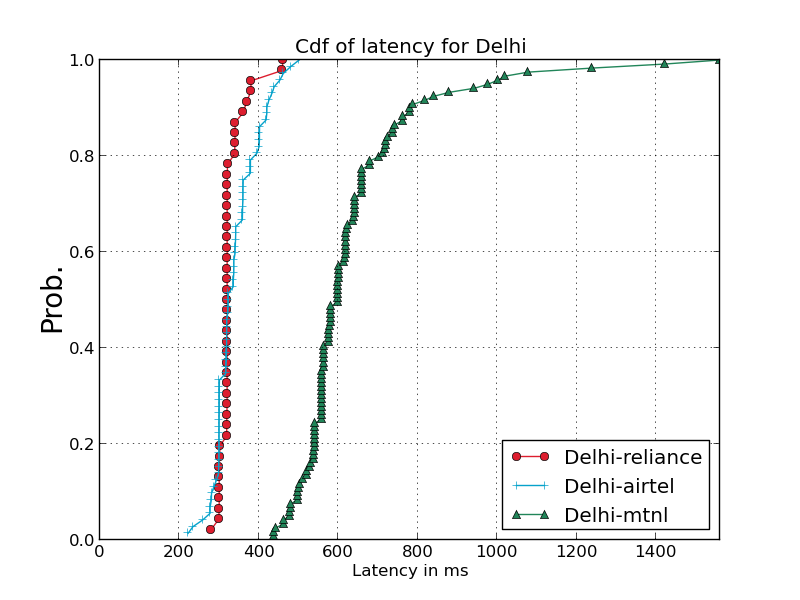 Cdf of latency for Delhi
1.0
0.8
0.6
0.4
0.2
0.0
Prob.
0 200 400 600 800 1000 1200 1400
Latency in ms
Delhi-reliance
Delhi-airtel
Delhi-mtnl